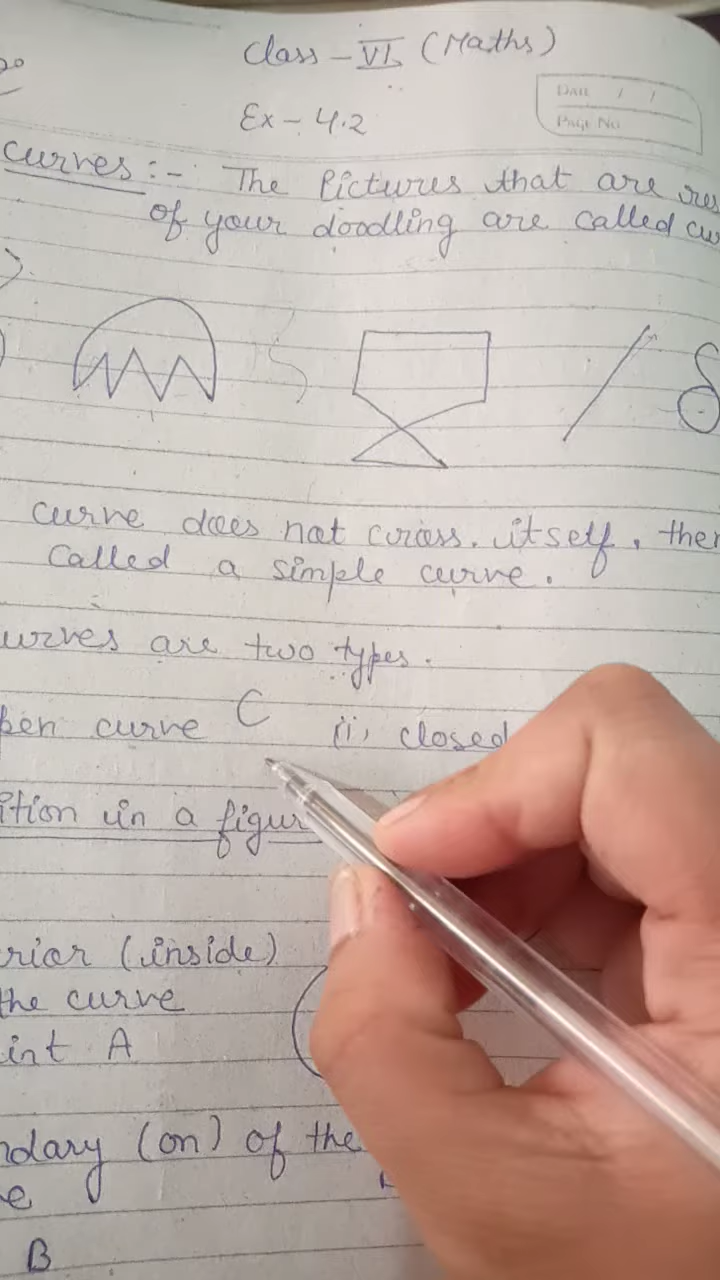 Class - VI (Maths)
Ex - 4.2
DATE / /
PAGE NO
curves :- The Pictures that are res
of your doodling are called cu
curve does not cross. itself, then
called a simple curve.
urves are two types.
pen curve C (ii) closed
ition in a figur
rior (inside)
the curve
int A
ndary (on) of the
e
B